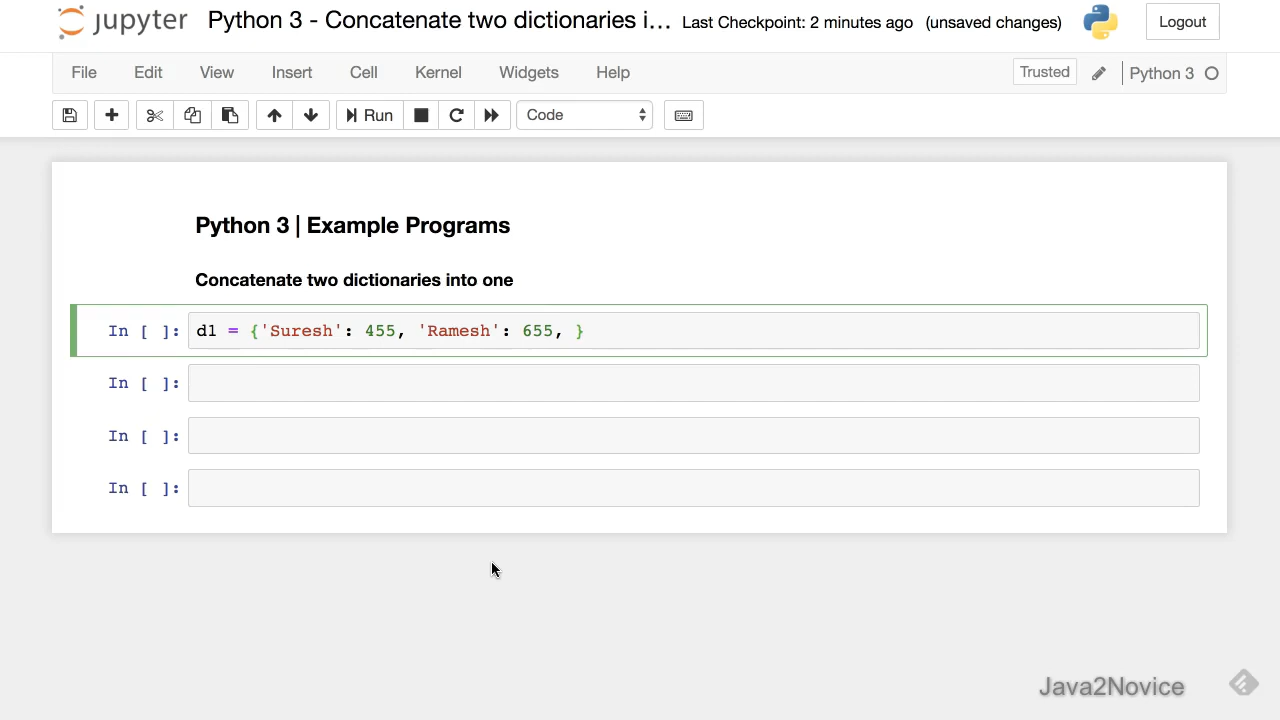 jupyter Python 3 - Concatenate two dictionaries i... Last Checkpoint: 2 minutes ago (unsaved changes) Logout
File Edit View Insert Cell Kernel Widgets Help Trusted Python 3
Run Code
Python 3 | Example Programs
Concatenate two dictionaries into one
In [ ]: d1 = {'Suresh': 455, 'Ramesh': 655, }
In [ ]:
In [ ]:
In [ ]:
Java2Novice